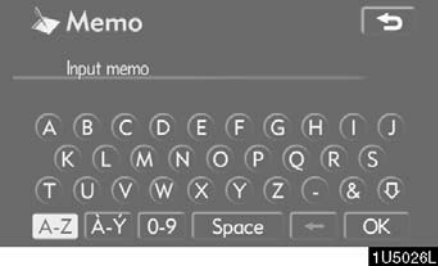 Memo
Input memo
A B C D E F G H I J
K L M N O P Q R S
T U V W X Y Z - &
A-Z À-Ý 0-9 Space OK
1U5026L